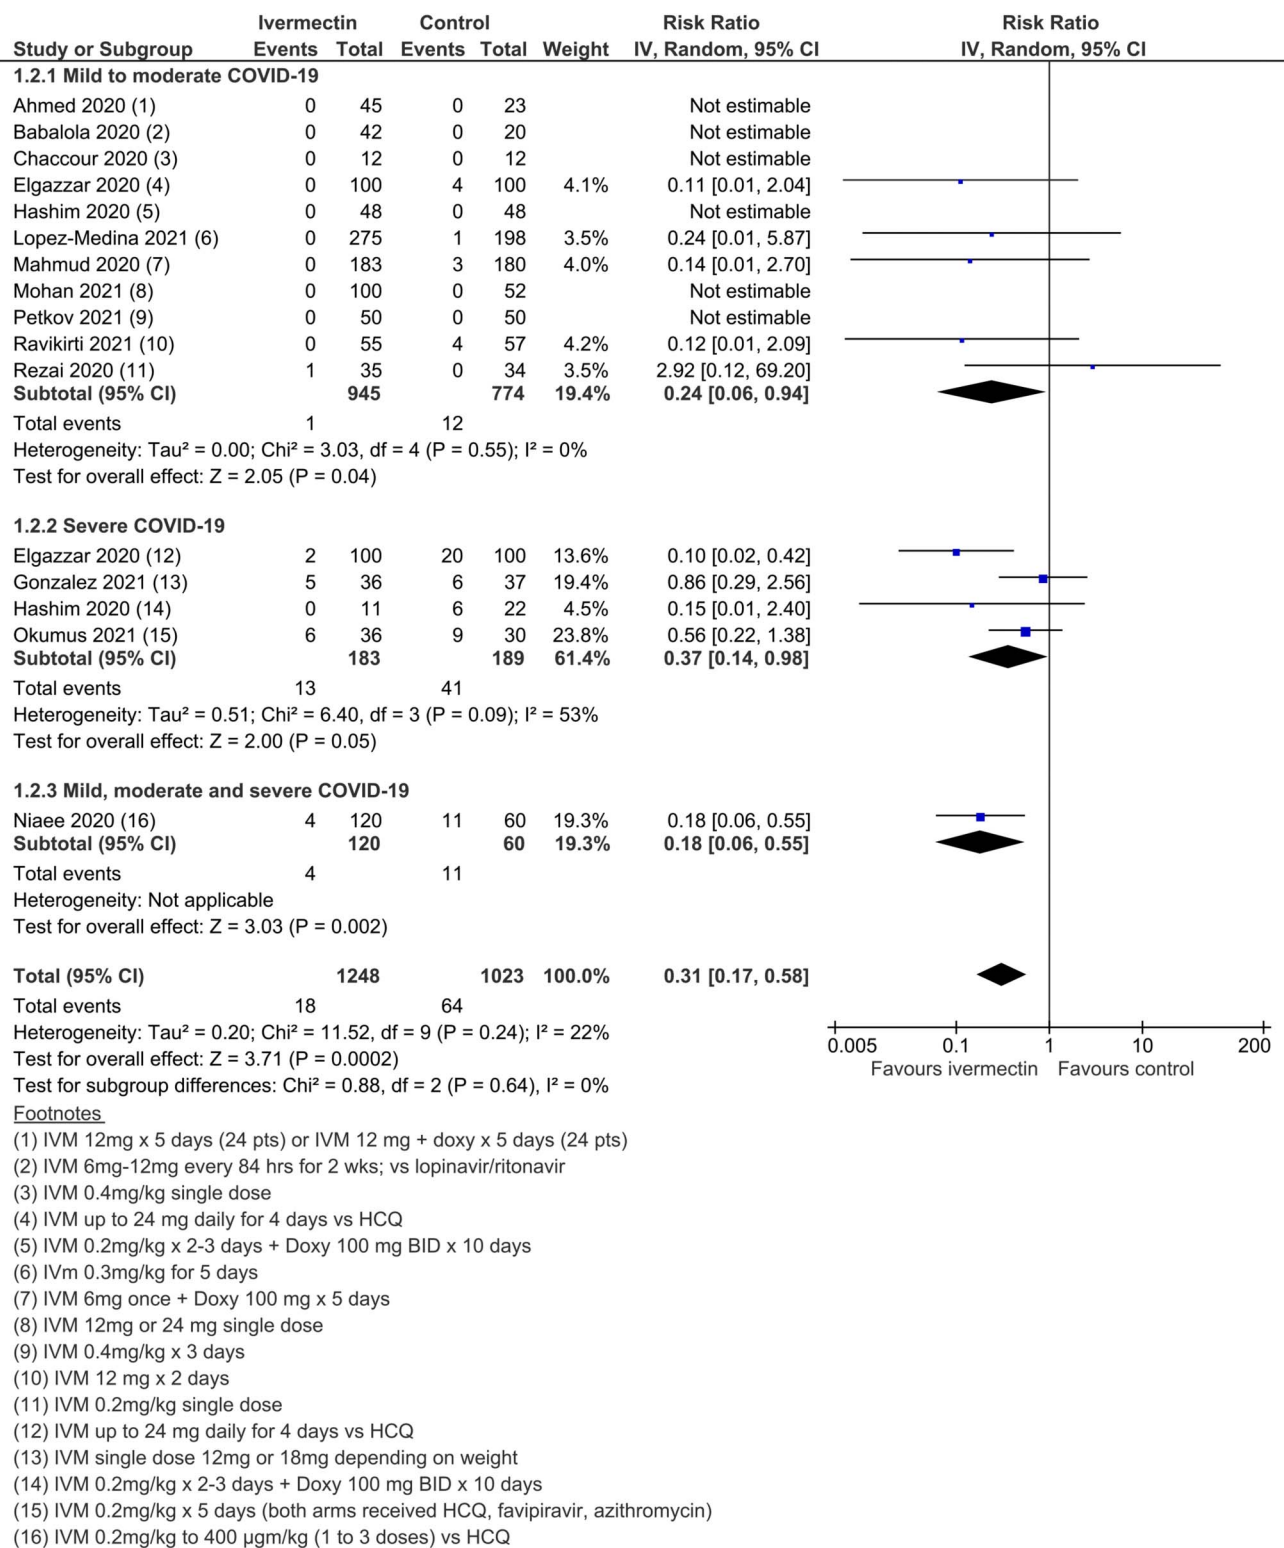 Ivermectin Control Risk Ratio Risk Ratio
Study or Subgroup Events Total Events Total Weight IV, Random, 95% CI IV, Random, 95% CI
1.2.1 Mild to moderate COVID-19
Ahmed 2020 (1) 0 45 0 23 Not estimable
Babalola 2020 (2) 0 42 0 20 Not estimable
Chaccour 2020 (3) 0 12 0 12 Not estimable
Elgazzar 2020 (4) 0 100 4 100 4.1% 0.11 [0.01, 2.04]
Hashim 2020 (5) 0 48 0 48 Not estimable
Lopez-Medina 2021 (6) 0 275 1 198 3.5% 0.24 [0.01, 5.87]
Mahmud 2020 (7) 0 183 3 180 4.0% 0.14 [0.01, 2.70]
Mohan 2021 (8) 0 100 0 52 Not estimable
Petkov 2021 (9) 0 50 0 50 Not estimable
Ravikirti 2021 (10) 0 55 4 57 4.2% 0.12 [0.01, 2.09]
Rezai 2020 (11) 1 35 0 34 3.5% 2.92 [0.12, 69.20]
Subtotal (95% CI) 945 774 19.4% 0.24 [0.06, 0.94]
Total events 1 12
Heterogeneity: Tau² = 0.00; Chi² = 3.03, df = 4 (P = 0.55); I² = 0%
Test for overall effect: Z = 2.05 (P = 0.04)
1.2.2 Severe COVID-19
Elgazzar 2020 (12) 2 100 20 100 13.6% 0.10 [0.02, 0.42]
Gonzalez 2021 (13) 5 36 6 37 19.4% 0.86 [0.29, 2.56]
Hashim 2020 (14) 0 11 6 22 4.5% 0.15 [0.01, 2.40]
Okumus 2021 (15) 6 36 9 30 23.8% 0.56 [0.22, 1.38]
Subtotal (95% CI) 183 189 61.4% 0.37 [0.14, 0.98]
Total events 13 41
Heterogeneity: Tau² = 0.51; Chi² = 6.40, df = 3 (P = 0.09); I² = 53%
Test for overall effect: Z = 2.00 (P = 0.05)
1.2.3 Mild, moderate and severe COVID-19
Niaee 2020 (16) 4 120 11 60 19.3% 0.18 [0.06, 0.55]
Subtotal (95% CI) 120 60 19.3% 0.18 [0.06, 0.55]
Total events 4 11
Heterogeneity: Not applicable
Test for overall effect: Z = 3.03 (P = 0.002)
Total (95% CI) 1248 1023 100.0% 0.31 [0.17, 0.58]
Total events 18 64
Heterogeneity: Tau² = 0.20; Chi² = 11.52, df = 9 (P = 0.24); I² = 22%
Test for overall effect: Z = 3.71 (P = 0.0002)
Test for subgroup differences: Chi² = 0.88, df = 2 (P = 0.64), I² = 0%
0.005 0.1 1 10 200
Favours ivermectin Favours control
Footnotes
(1) IVM 12mg x 5 days (24 pts) or IVM 12 mg + doxy x 5 days (24 pts)
(2) IVM 6mg-12mg every 84 hrs for 2 wks; vs lopinavir/ritonavir
(3) IVM 0.4mg/kg single dose
(4) IVM up to 24 mg daily for 4 days vs HCQ
(5) IVM 0.2mg/kg x 2-3 days + Doxy 100 mg BID x 10 days
(6) IVm 0.3mg/kg for 5 days
(7) IVM 6mg once + Doxy 100 mg x 5 days
(8) IVM 12mg or 24 mg single dose
(9) IVM 0.4mg/kg x 3 days
(10) IVM 12 mg x 2 days
(11) IVM 0.2mg/kg single dose
(12) IVM up to 24 mg daily for 4 days vs HCQ
(13) IVM single dose 12mg or 18mg depending on weight
(14) IVM 0.2mg/kg x 2-3 days + Doxy 100 mg BID x 10 days
(15) IVM 0.2mg/kg x 5 days (both arms received HCQ, favipiravir, azithromycin)
(16) IVM 0.2mg/kg to 400 µgm/kg (1 to 3 doses) vs HCQ